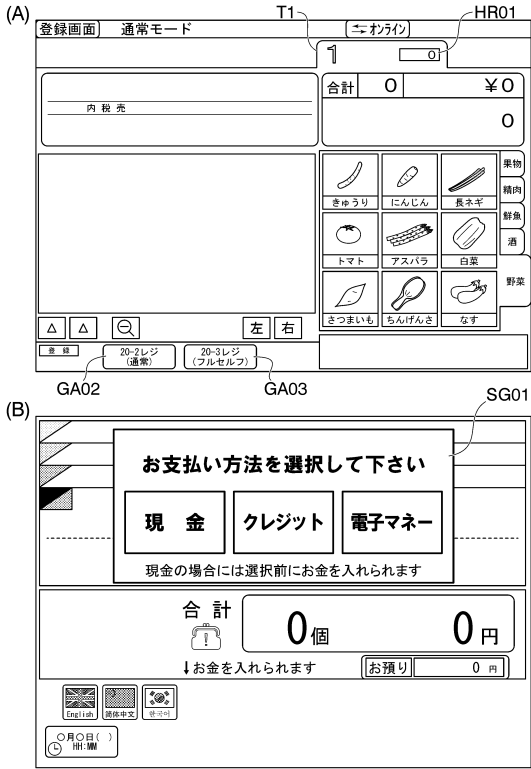 (A)
T1
HR01
登録画面 通常モード
オンライン
1 0
合計 0 ￥0
0
内税売
果物
精肉
鮮魚
酒
野菜
きゅうり にんじん 長ネギ
トマト アスパラ 白菜
さつまいも ちんげんさ なす
左 右
登録
20-2レジ
(通常)
20-3レジ
(フルセルフ)
GA02
GA03
(B)
SG01
お支払い方法を選択して下さい
現金 クレジット 電子マネー
現金の場合には選択前にお金を入れられます
合計 0個 0円
!
↓お金を入れられます
お預り 0 円
English 简体中文 한국어
○月○日( )
HH:MM